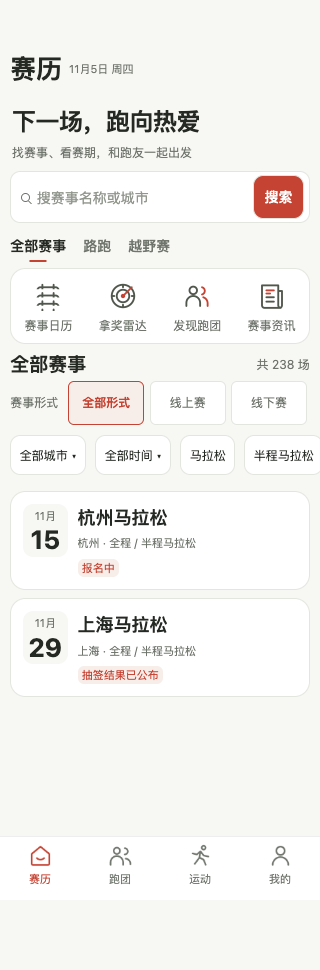 赛历 11月5日 周四
下一场，跑向热爱
找赛事、看赛期，和跑友一起出发
搜索赛事名称或城市 搜索
全部赛事 路跑 越野赛
赛事日历 拿奖雷达 发现跑团 赛事资讯
全部赛事 共 238 场
赛事形式 全部形式 线上赛 线下赛
全部城市 全部时间 马拉松 半程马拉松
11月
15
杭州马拉松
杭州 · 全程 / 半程马拉松
报名中
11月
29
上海马拉松
上海 · 全程 / 半程马拉松
抽签结果已公布
赛历 跑团 运动 我的